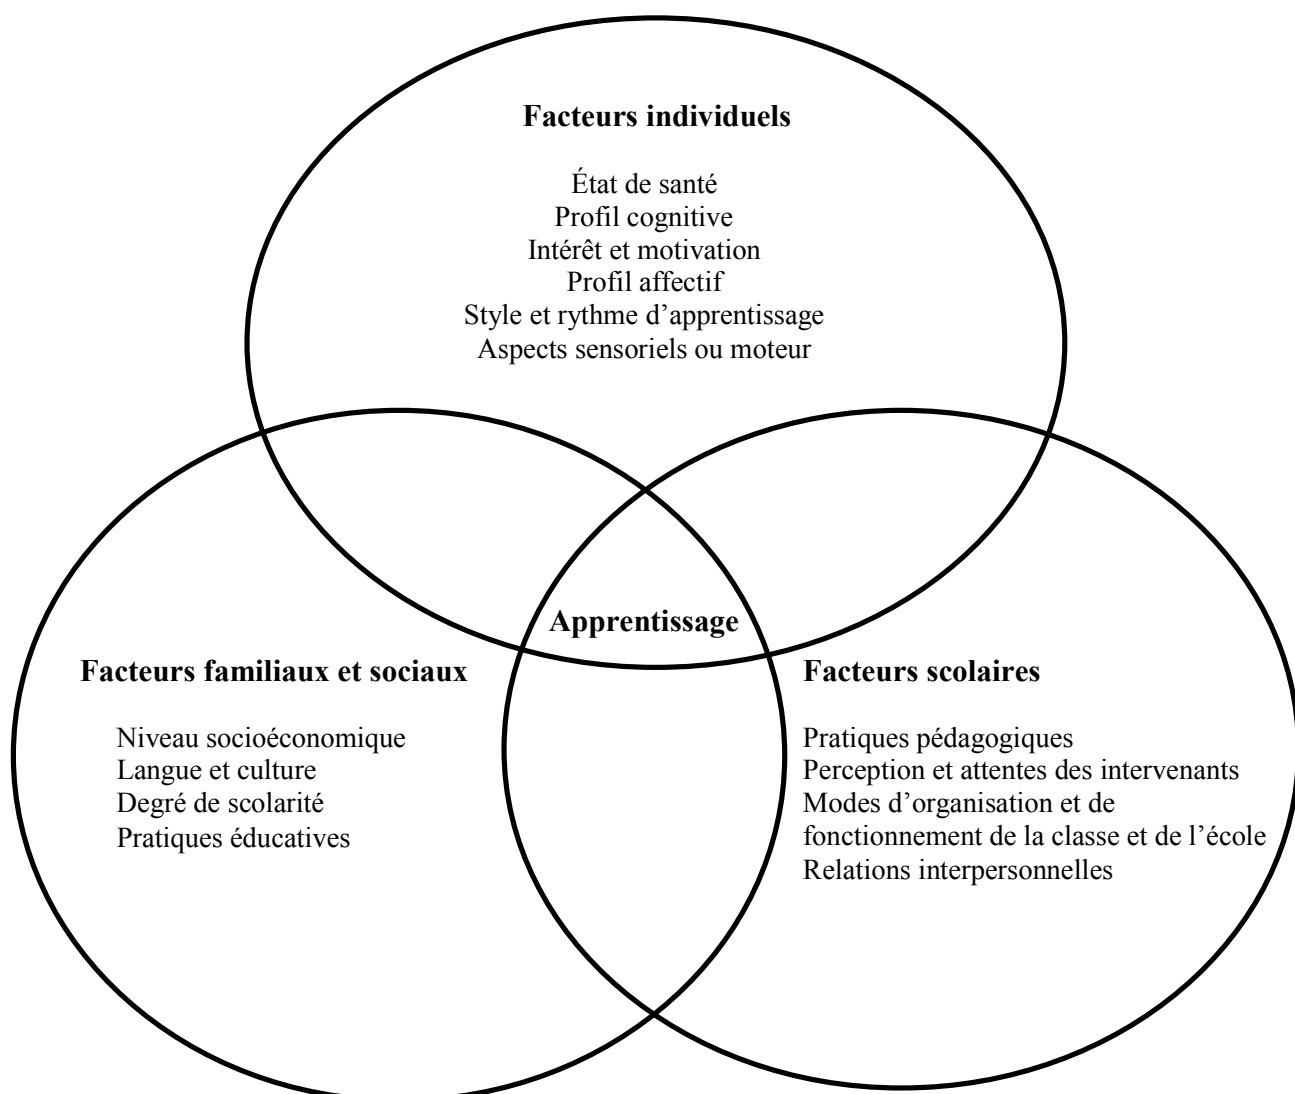 Facteurs individuels
État de santé
Profil cognitive
Intérêt et motivation
Profil affectif
Style et rythme d’apprentissage
Aspects sensoriels ou moteur
Apprentissage
Facteurs familiaux et sociaux
Niveau socioéconomique
Langue et culture
Degré de scolarité
Pratiques éducatives
Facteurs scolaires
Pratiques pédagogiques
Perception et attentes des intervenants
Modes d’organisation et de
fonctionnement de la classe et de l’école
Relations interpersonnelles